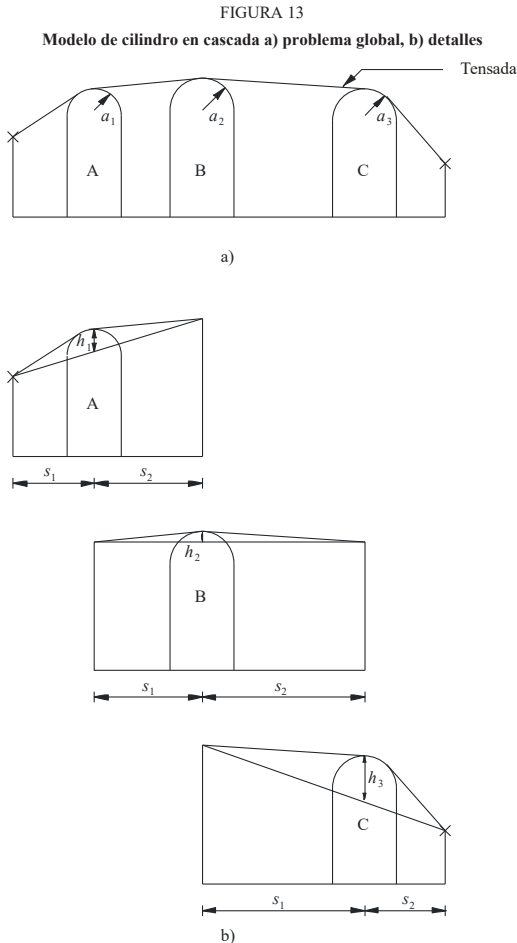 FIGURA 13
Modelo de cilindro en cascada a) problema global, b) detalles
Tensada
a₁
a₂
a₃
A
B
C
a)
h₁
A
s₁
s₂
h₂
B
s₁
s₂
h₃
C
s₁
s₂
b)